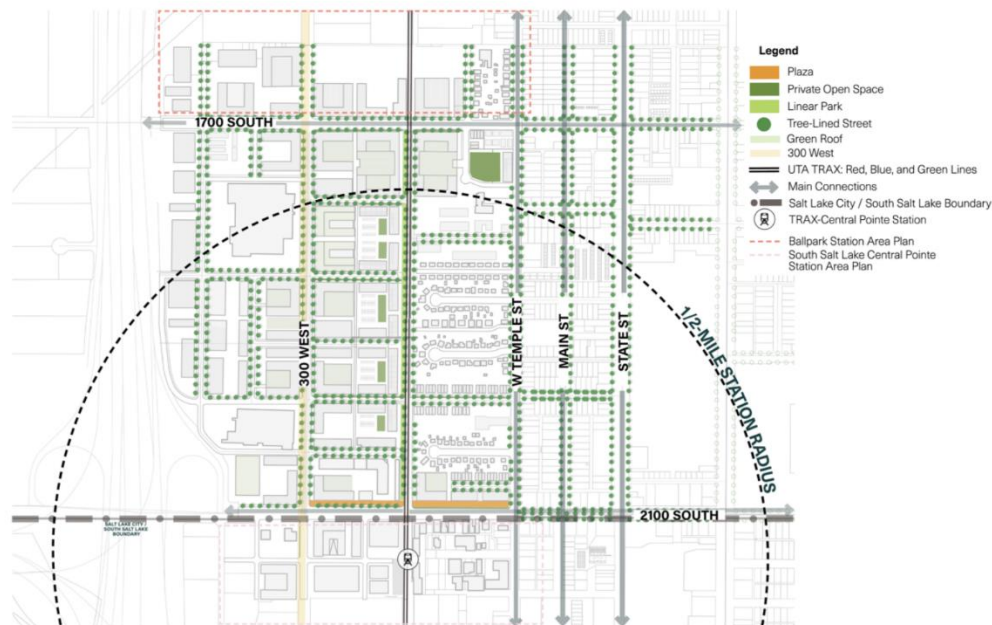 Legend
Plaza
Private Open Space
Linear Park
Tree-Lined Street
Green Roof
300 West
UTA TRAX: Red, Blue, and Green Lines
Main Connections
Salt Lake City / South Salt Lake Boundary
TRAX-Central Pointe Station
Ballpark Station Area Plan
South Salt Lake Central Pointe
Station Area Plan
1700 SOUTH
300 WEST
W TEMPLE ST
MAIN ST
STATE ST
1/2-MILE STATION RADIUS
2100 SOUTH
SALT LAKE CITY /
SOUTH SALT LAKE
BOUNDARY